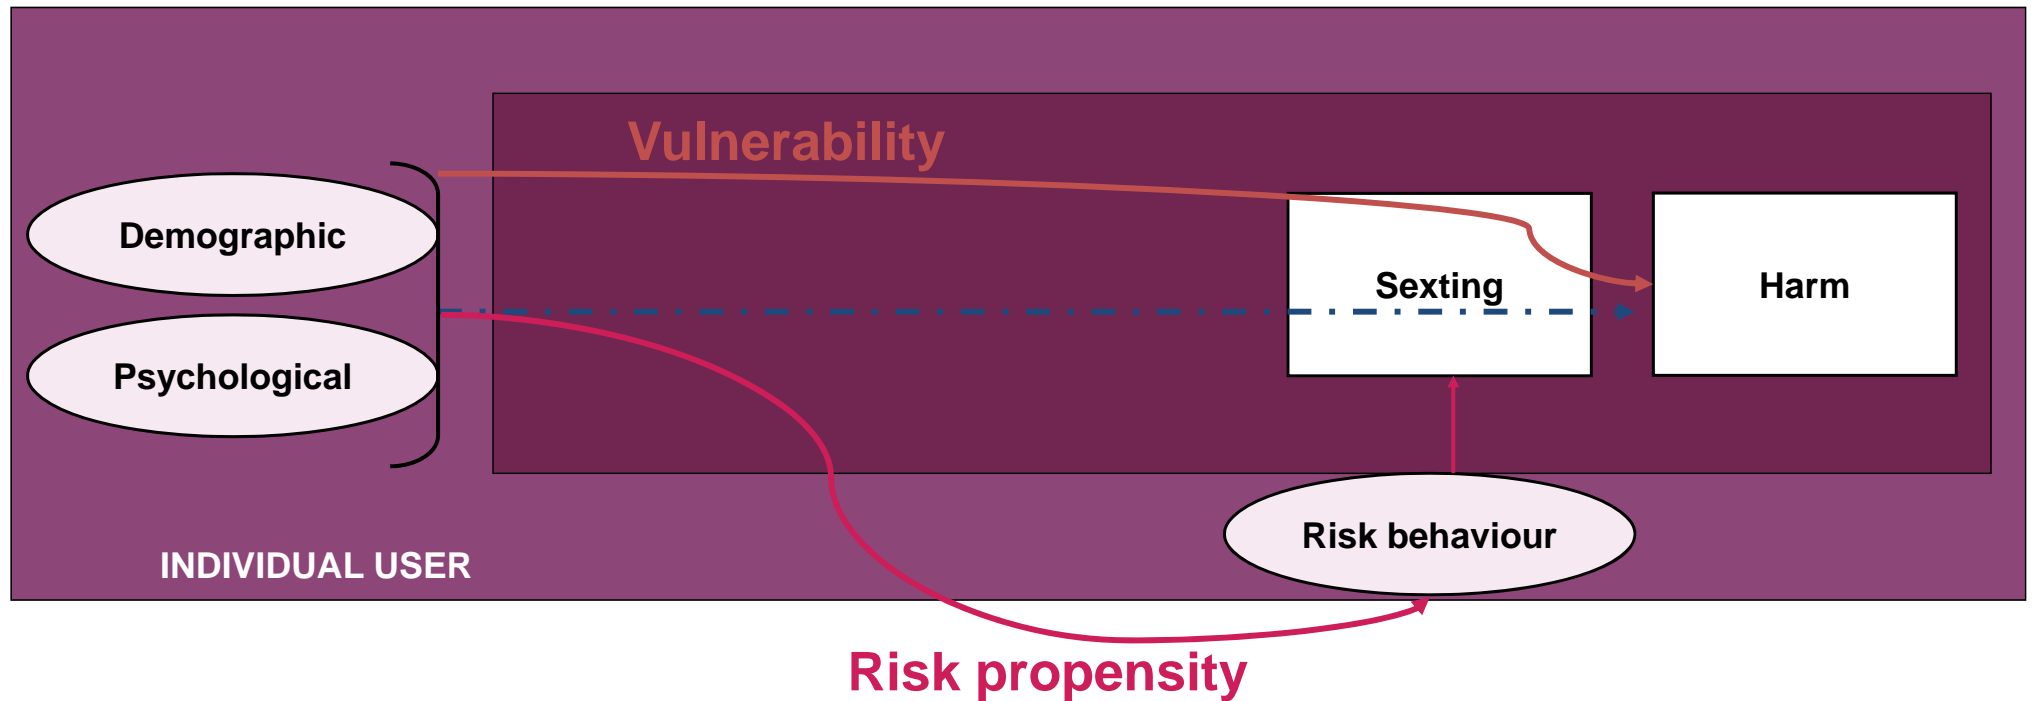 Vulnerability
Demographic
Sexting
Harm
Psychological
Risk behaviour
INDIVIDUAL USER
Risk propensity